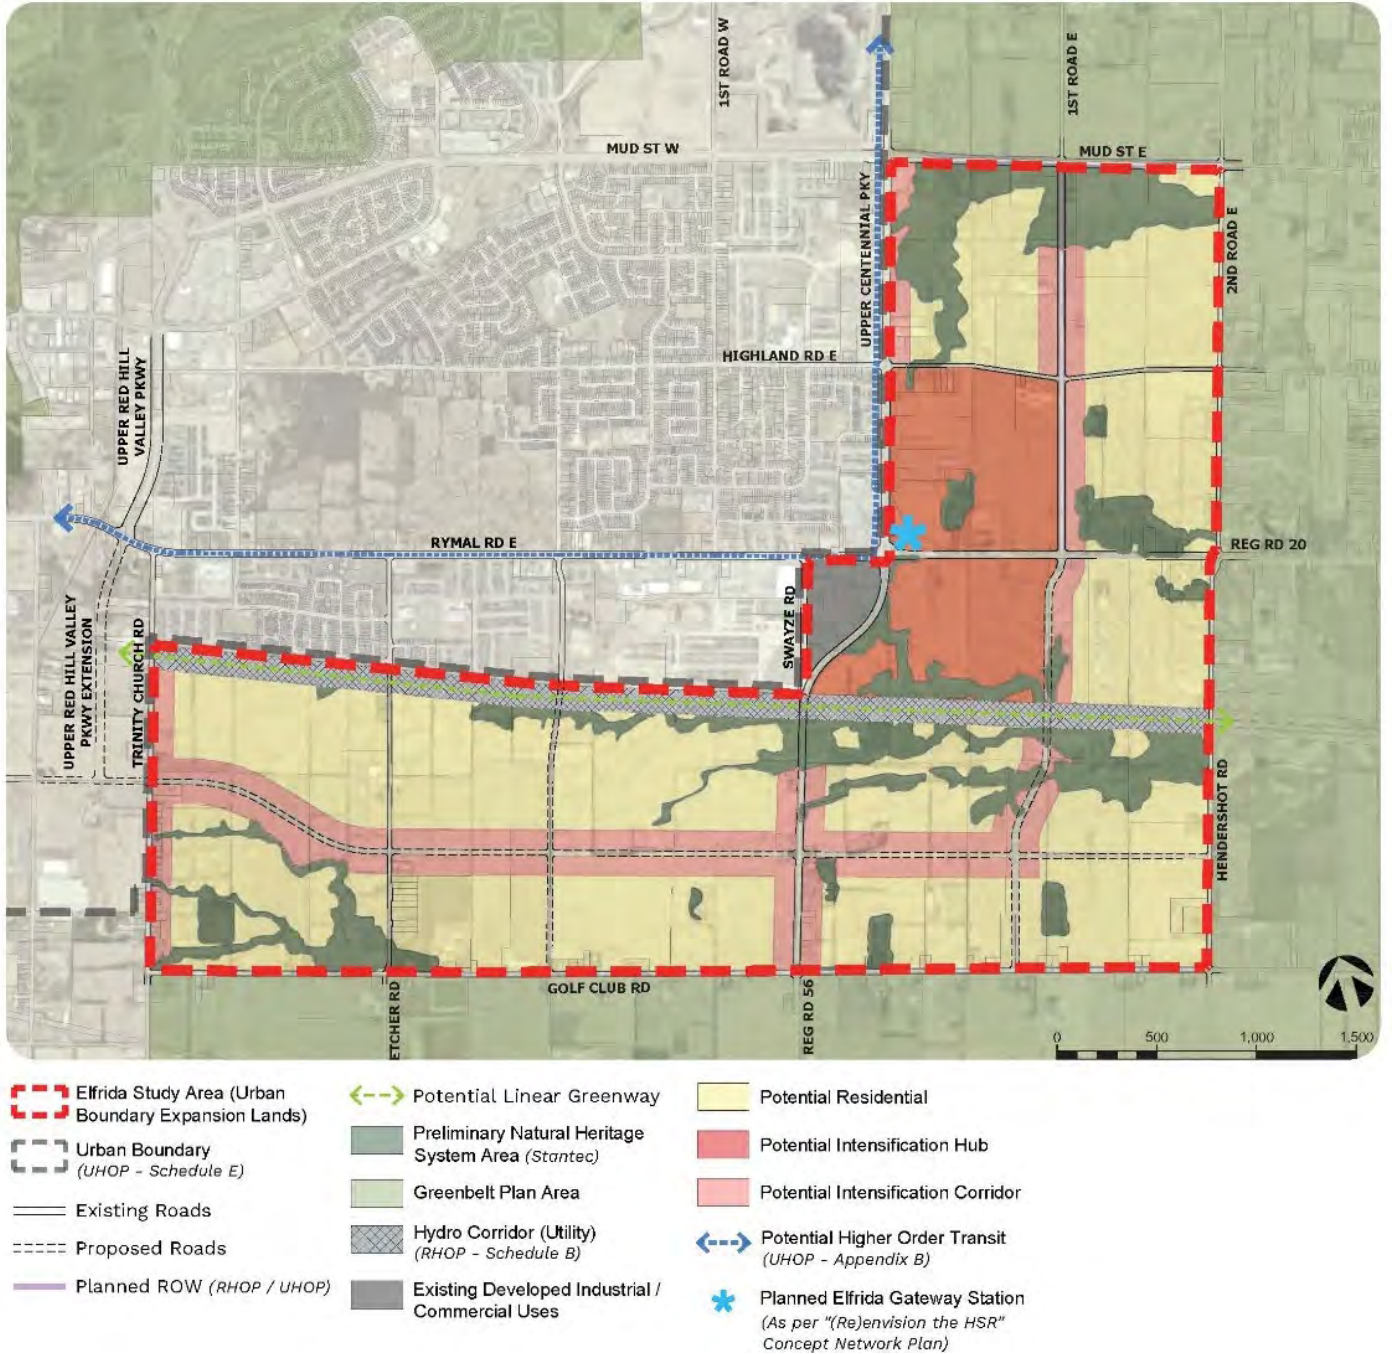 1ST ROAD W
1ST ROAD E
MUD ST W
MUD ST E
UPPER CENTENNIAL PKY
2ND ROAD E
HIGHLAND RD E
UPPER RED HILL
VALLEY PKWY
RYMAL RD E
REG RD 20
SWAYZE RD
UPPER RED HILL VALLEY
PKWY EXTENSION
TRINITY CHURCH RD
HENDERSHOT RD
GOLF CLUB RD
ETCHER RD
REG RD 56
0 500 1,000 1,500
Elfrida Study Area (Urban
Boundary Expansion Lands)
Urban Boundary
(UHOP - Schedule E)
Existing Roads
Proposed Roads
Planned ROW (RHOP / UHOP)
Potential Linear Greenway
Preliminary Natural Heritage
System Area (Stantec)
Greenbelt Plan Area
Hydro Corridor (Utility)
(RHOP - Schedule B)
Existing Developed Industrial /
Commercial Uses
Potential Residential
Potential Intensification Hub
Potential Intensification Corridor
Potential Higher Order Transit
(UHOP - Appendix B)
Planned Elfrida Gateway Station
(As per "(Re)envision the HSR"
Concept Network Plan)